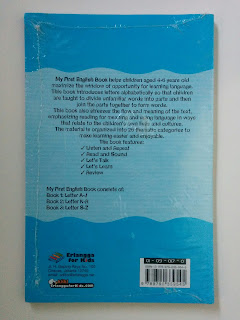 My First English Book helps children aged 4-6 years old
maximize the window of opportunity for learning language.
This book introduces letters alphabetically so that children
are taught to divide unfamiliar words into parts and then
join the parts together to form words.
This book also stresses the flow and meaning of the text,
emphasizing reading for meaning and using language in ways
that relate to the children's own lives and cultures.
The material is organized into 26 thematic categories to
make learning easier and enjoyable.
The book features:
✓ Listen and Repeat
✓ Read and Sound
✓ Let's Talk
✓ Let's Learn
✓ Review
My First English Book consists of:
Book 1: Letter A-J
Book 2: Letter K-R
Book 3: Letter S-Z
Erlangga
for Kids